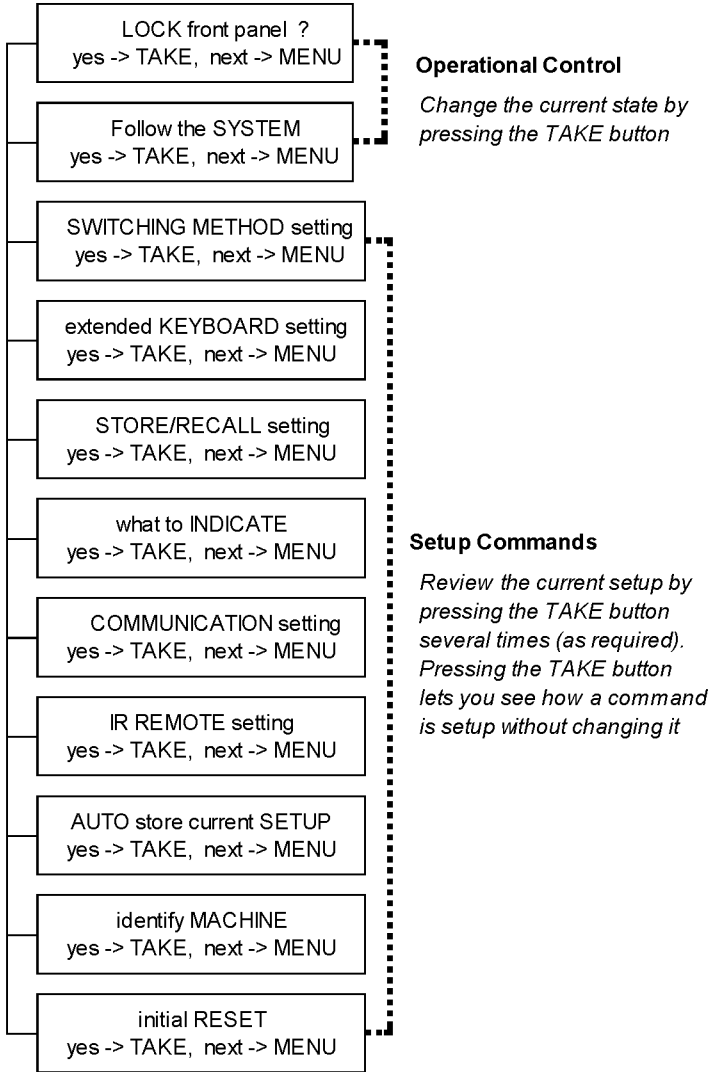 LOCK front panel ?
yes -> TAKE, next -> MENU
Follow the SYSTEM
yes -> TAKE, next -> MENU
Operational Control
Change the current state by
pressing the TAKE button
SWITCHING METHOD setting
yes -> TAKE, next -> MENU
extended KEYBOARD setting
yes -> TAKE, next -> MENU
STORE/RECALL setting
yes -> TAKE, next -> MENU
what to INDICATE
yes -> TAKE, next -> MENU
COMMUNICATION setting
yes -> TAKE, next -> MENU
IR REMOTE setting
yes -> TAKE, next -> MENU
AUTO store current SETUP
yes -> TAKE, next -> MENU
identify MACHINE
yes -> TAKE, next -> MENU
initial RESET
yes -> TAKE, next -> MENU
Setup Commands
Review the current setup by
pressing the TAKE button
several times (as required).
Pressing the TAKE button
lets you see how a command
is setup without changing it